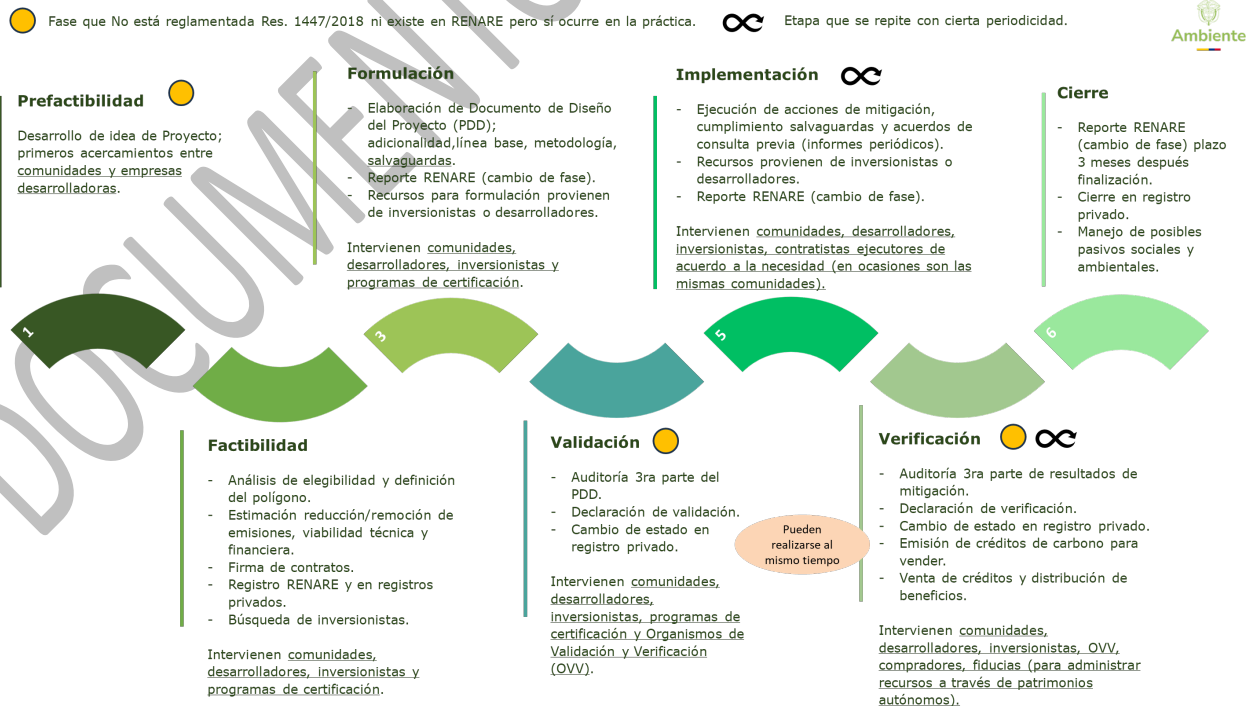 Fase que No está reglamentada Res. 1447/2018 ni existe en RENARE pero sí ocurre en la práctica.
Etapa que se repite con cierta periodicidad.
Ambiente
Prefactibilidad
Desarrollo de idea de Proyecto;
primeros acercamientos entre
comunidades y empresas
desarrolladoras.
Formulación
- Elaboración de Documento de Diseño
del Proyecto (PDD);
adicionalidad,línea base, metodología,
salvaguardas.
- Reporte RENARE (cambio de fase).
- Recursos para formulación provienen
de inversionistas o desarrolladores.
Intervienen comunidades,
desarrolladores, inversionistas y
programas de certificación.
Implementación
- Ejecución de acciones de mitigación,
cumplimiento salvaguardas y acuerdos de
consulta previa (informes periódicos).
- Recursos provienen de inversionistas o
desarrolladores.
- Reporte RENARE (cambio de fase).
Intervienen comunidades, desarrolladores,
inversionistas, contratistas ejecutores de
acuerdo a la necesidad (en ocasiones son las
mismas comunidades).
Cierre
- Reporte RENARE
(cambio de fase) plazo
3 meses después
finalización.
- Cierre en registro
privado.
- Manejo de posibles
pasivos sociales y
ambientales.
1
3
5
6
Factibilidad
- Análisis de elegibilidad y definición
del polígono.
- Estimación reducción/remoción de
emisiones, viabilidad técnica y
financiera.
- Firma de contratos.
- Registro RENARE y en registros
privados.
- Búsqueda de inversionistas.
Intervienen comunidades,
desarrolladores, inversionistas y
programas de certificación.
Validación
- Auditoría 3ra parte del
PDD.
- Declaración de validación.
- Cambio de estado en
registro privado.
Intervienen comunidades,
desarrolladores,
inversionistas, programas de
certificación y Organismos de
Validación y Verificación
(OVV).
Pueden
realizarse al
mismo tiempo
Verificación
- Auditoría 3ra parte de resultados de
mitigación.
- Declaración de verificación.
- Cambio de estado en registro privado.
- Emisión de créditos de carbono para
vender.
- Venta de créditos y distribución de
beneficios.
Intervienen comunidades,
desarrolladores, inversionistas, OVV,
compradores, fiducias (para administrar
recursos a través de patrimonios
autónomos).
DOCUMENTO